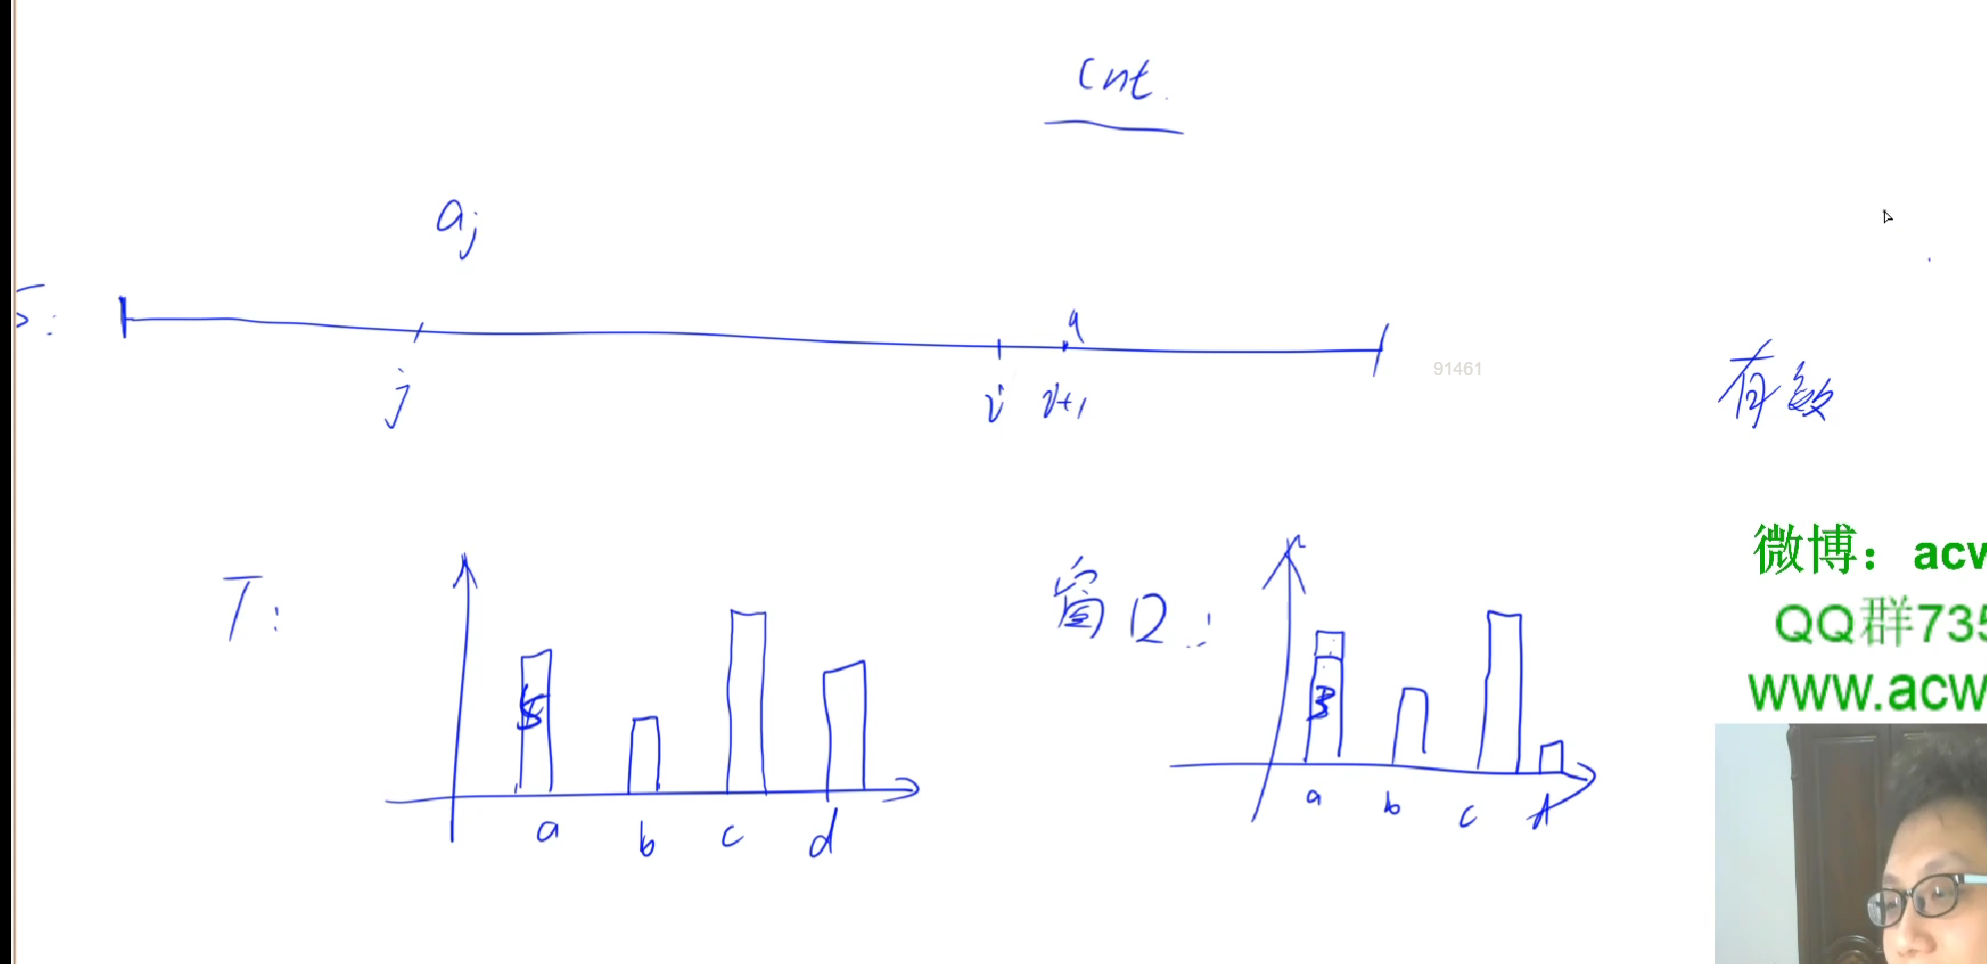 cnt
aj
S:
a
j
i i+1
91461
有效
微博：acw
QQ群735
www.acw
T:
5
a b c d
窗口:
3
a b c d